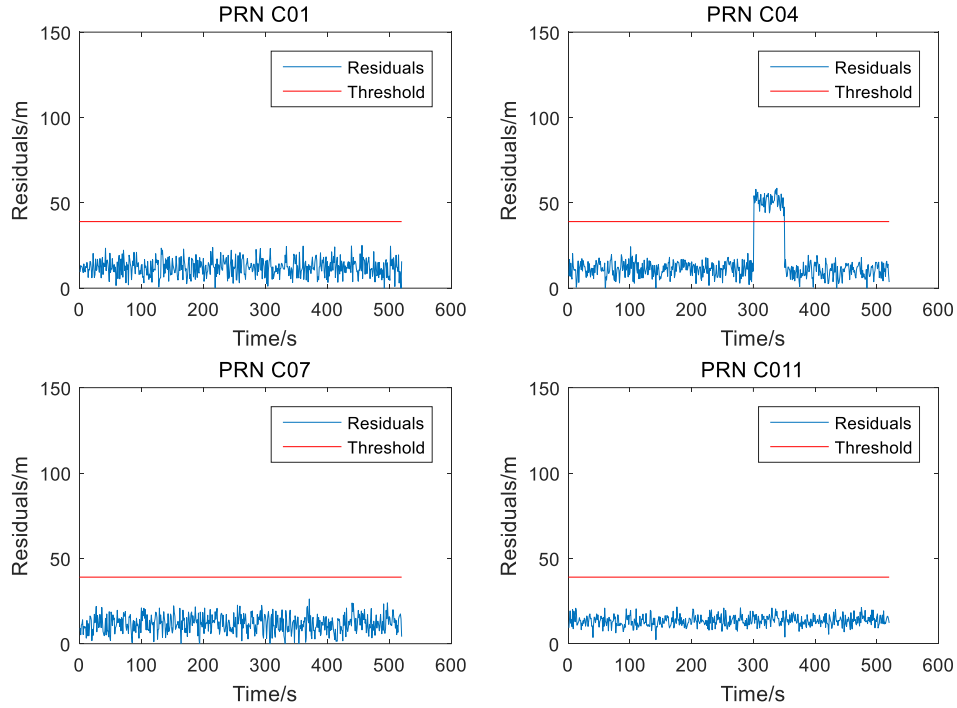 PRN C01
150
100
50
0
Residuals/m
Residuals
Threshold
0 100 200 300 400 500 600
Time/s
PRN C04
150
100
50
0
Residuals/m
Residuals
Threshold
0 100 200 300 400 500 600
Time/s
PRN C07
150
100
50
0
Residuals/m
Residuals
Threshold
0 100 200 300 400 500 600
Time/s
PRN C011
150
100
50
0
Residuals/m
Residuals
Threshold
0 100 200 300 400 500 600
Time/s